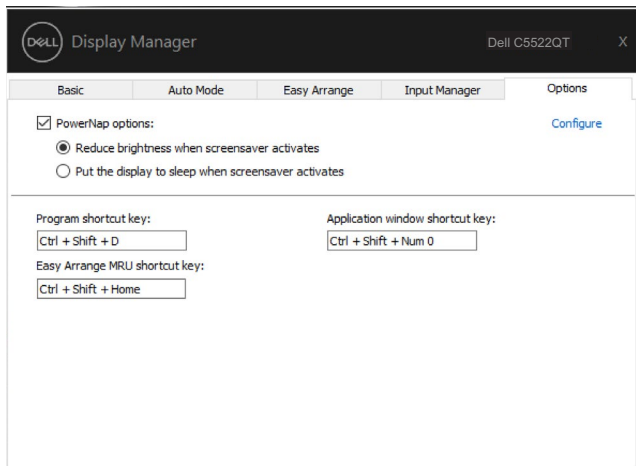 DELL Display Manager Dell C5522QT X
Basic Auto Mode Easy Arrange Input Manager Options
PowerNap options: Configure
Reduce brightness when screensaver activates
Put the display to sleep when screensaver activates
Program shortcut key: Application window shortcut key:
Ctrl + Shift + D Ctrl + Shift + Num 0
Easy Arrange MRU shortcut key:
Ctrl + Shift + Home